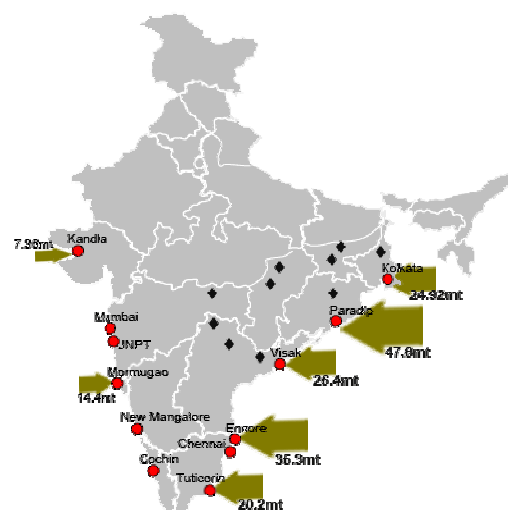 Kandla
7.36mt
Kolkata
24.92mt
Mumbai
Paradip
JNPT
47.8mt
Visak
Mormugao
26.4mt
14.4mt
New Mangalore
Ennore
Chennai
36.3mt
Cochin
Tuticorin
20.2mt